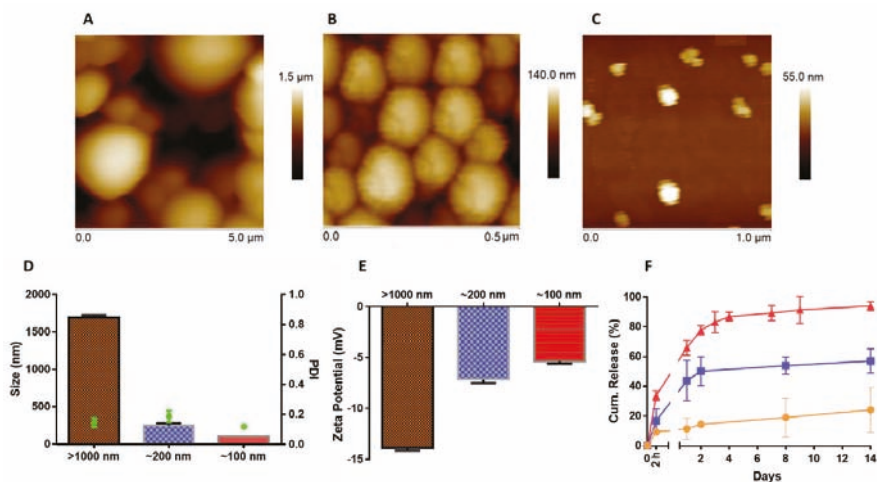 A
B
C
1.5 µm
140.0 nm
55.0 nm
0.0
5.0 µm
0.0
0.5 µm
0.0
1.0 µm
D
E
F
2000
1500
1000
500
0
Size (nm)
1.0
0.8
0.6
0.4
0.2
0.0
PDI
>1000 nm
~200 nm
~100 nm
>1000 nm
~200 nm
~100 nm
0
-5
-10
-15
Zeta Potential (mV)
100
80
60
40
20
0
Cum. Release (%)
0
2 h
2
4
6
8
10
12
14
Days